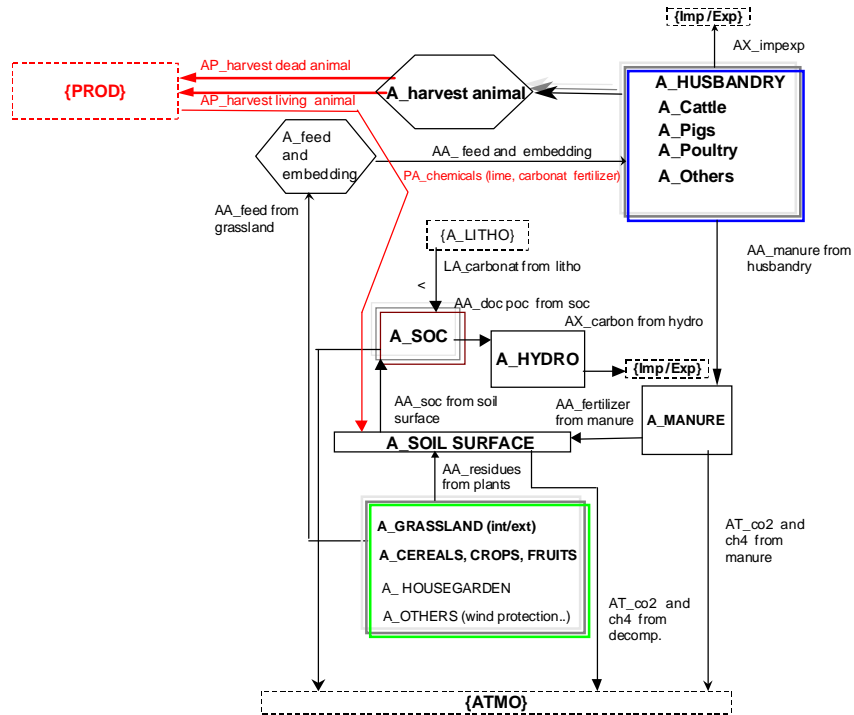 {Imp/Exp}
AX_impexp
AP_harvest dead animal
{PROD}
A_harvest animal
AP_harvest living animal
A_HUSBANDRY
A_Cattle
A_Pigs
A_Poultry
A_Others
A_feed
and
embedding
AA_ feed and embedding
PA_chemicals (lime, carbonat fertilizer)
AA_feed from
grassland
{A_LITHO}
AA_manure from
husbandry
LA_carbonat from litho
<
AA_doc poc from soc
AX_carbon from hydro
A_SOC
A_HYDRO
{Imp/Exp}
AA_soc from soil
surface
AA_fertilizer
from manure
A_MANURE
A_SOIL SURFACE
AA_residues
from plants
A_GRASSLAND (int/ext)
A_CEREALS, CROPS, FRUITS
A_ HOUSEGARDEN
A_OTHERS (wind protection..)
AT_co2 and
ch4 from
manure
AT_co2 and
ch4 from
decomp.
{ATMO}